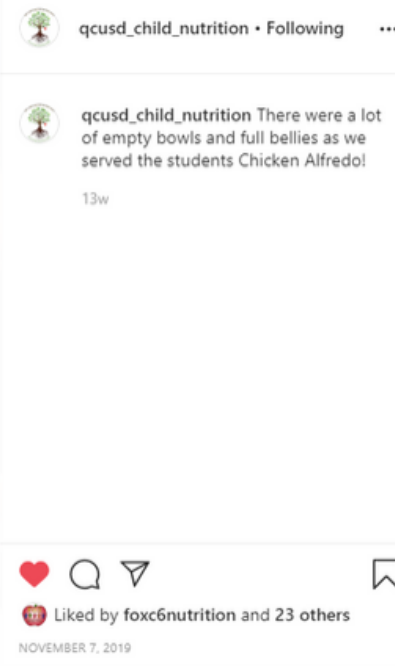 qcusd_child_nutrition • Following
qcusd_child_nutrition There were a lot
of empty bowls and full bellies as we
served the students Chicken Alfredo!
13w
Liked by foxc6nutrition and 23 others
NOVEMBER 7, 2019